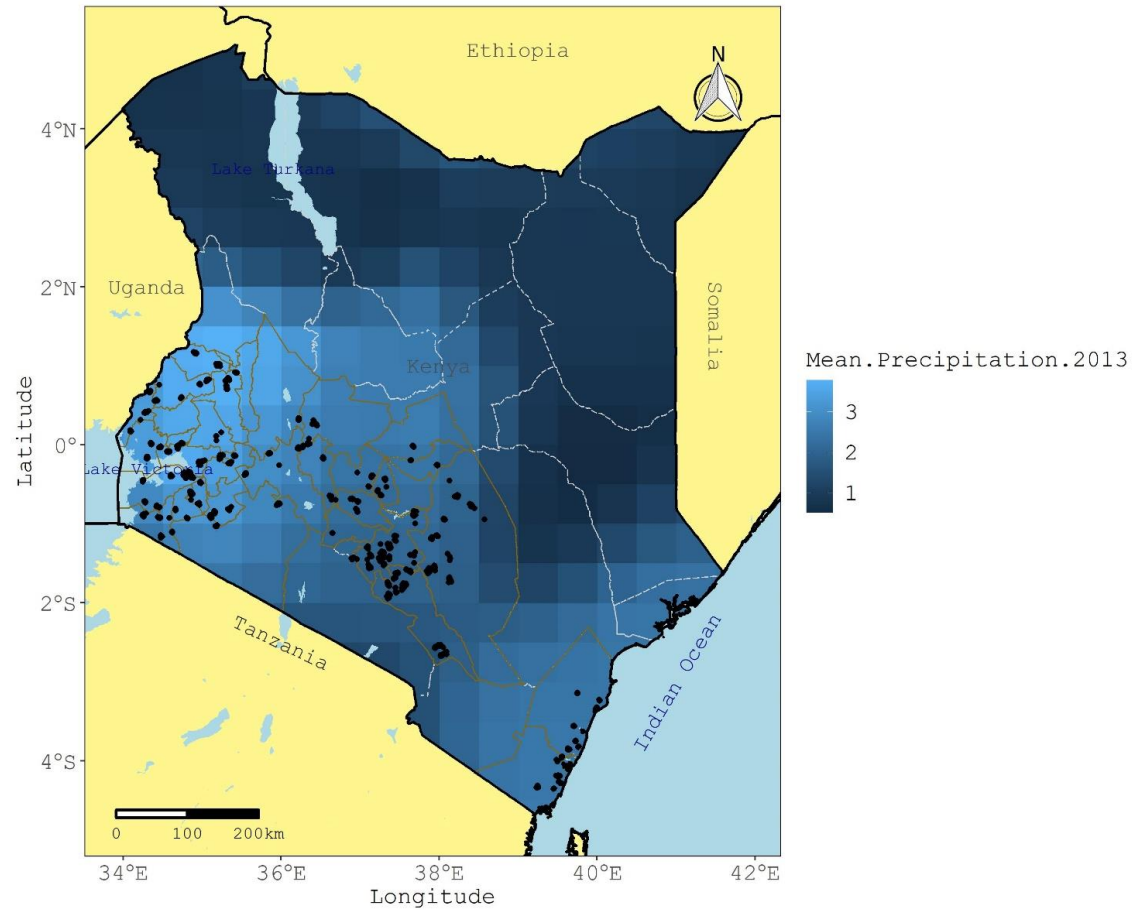 Ethiopia
N
4°N
Lake Turkana
2°N
Uganda
Somalia
Kenya
Mean.Precipitation.2013
3
2
1
Latitude
0°
Lake Victoria
2°S
Tanzania
Indian Ocean
4°S
0 100 200km
34°E 36°E 38°E 40°E 42°E
Longitude